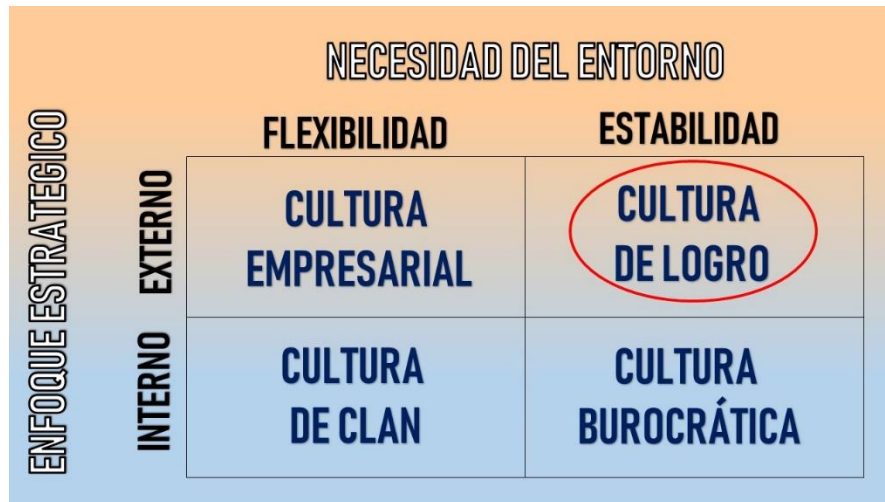 NECESIDAD DEL ENTORNO
FLEXIBILIDAD
ESTABILIDAD
ENFOQUE ESTRATEGICO
EXTERNO
CULTURA
EMPRESARIAL
CULTURA
DE LOGRO
INTERNO
CULTURA
DE CLAN
CULTURA
BUROCRÁTICA